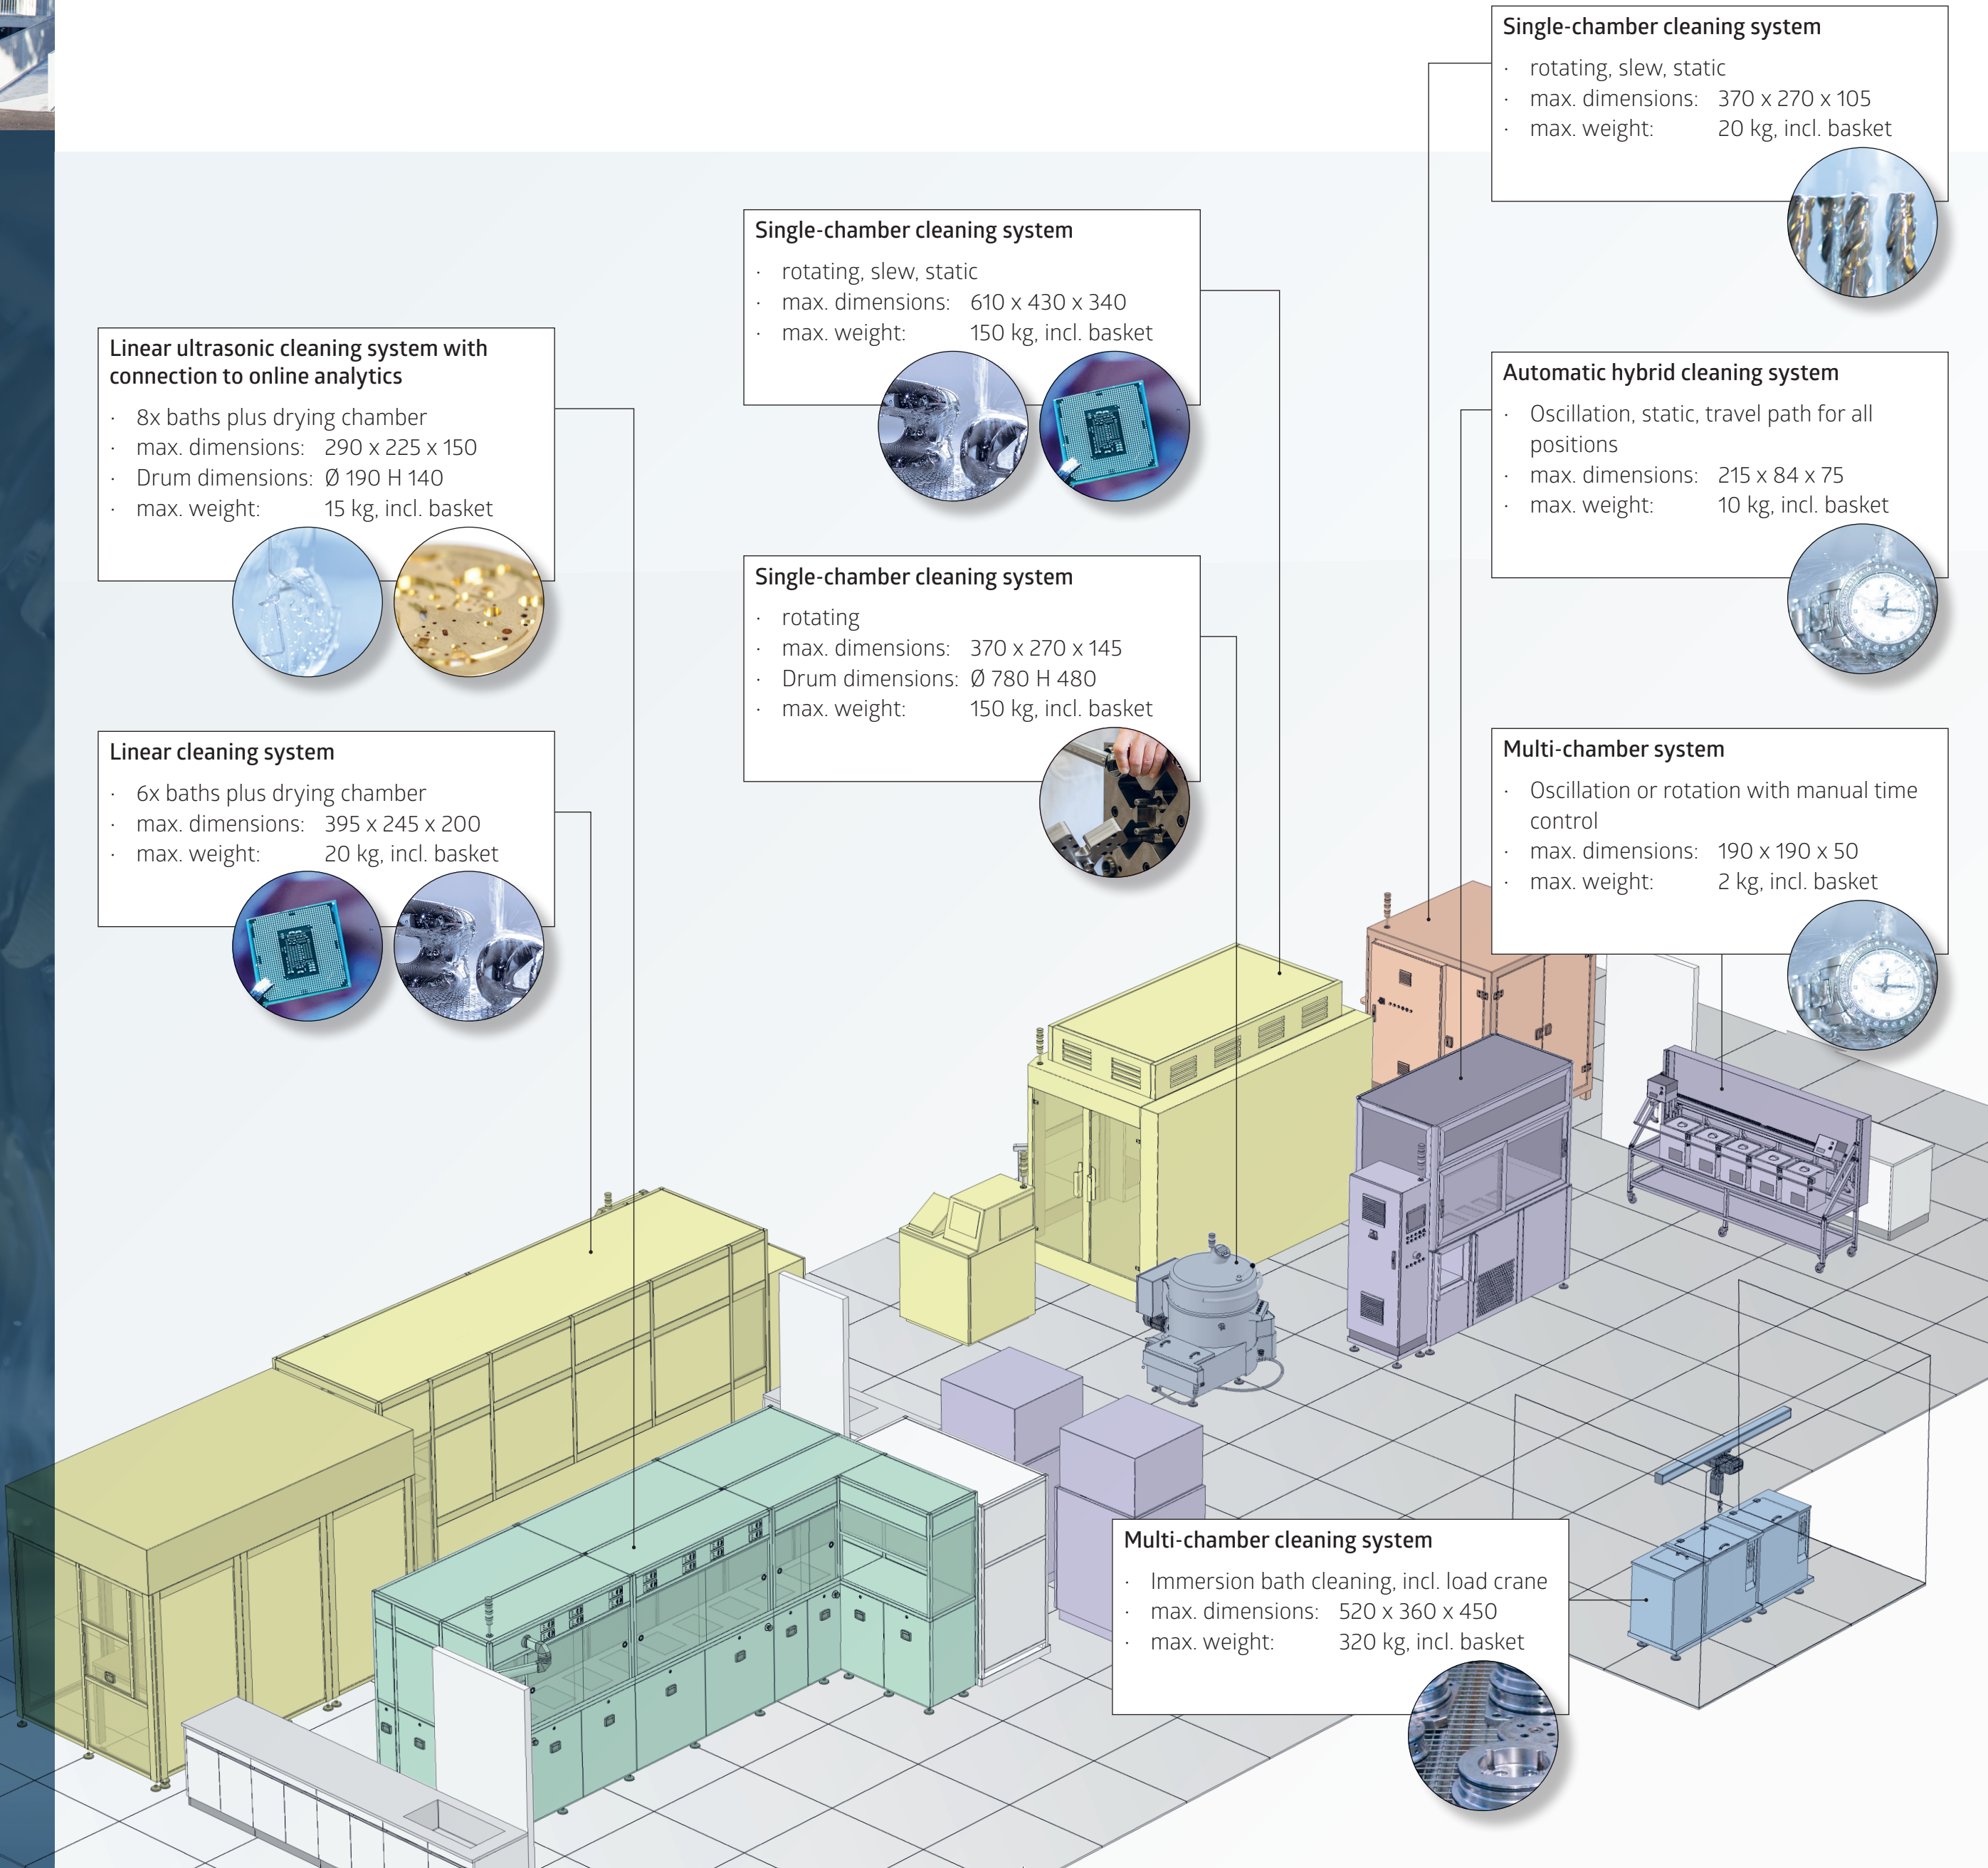 Single-chamber cleaning system
· rotating, slew, static
· max. dimensions: 370 x 270 x 105
· max. weight: 20 kg, incl. basket
Single-chamber cleaning system
· rotating, slew, static
· max. dimensions: 610 x 430 x 340
· max. weight: 150 kg, incl. basket
Linear ultrasonic cleaning system with
connection to online analytics
· 8x baths plus drying chamber
· max. dimensions: 290 x 225 x 150
· Drum dimensions: Ø 190 H 140
· max. weight: 15 kg, incl. basket
Automatic hybrid cleaning system
· Oscillation, static, travel path for all
positions
· max. dimensions: 215 x 84 x 75
· max. weight: 10 kg, incl. basket
Single-chamber cleaning system
· rotating
· max. dimensions: 370 x 270 x 145
· Drum dimensions: Ø 780 H 480
· max. weight: 150 kg, incl. basket
Linear cleaning system
· 6x baths plus drying chamber
· max. dimensions: 395 x 245 x 200
· max. weight: 20 kg, incl. basket
Multi-chamber system
· Oscillation or rotation with manual time
control
· max. dimensions: 190 x 190 x 50
· max. weight: 2 kg, incl. basket
Multi-chamber cleaning system
· Immersion bath cleaning, incl. load crane
· max. dimensions: 520 x 360 x 450
· max. weight: 320 kg, incl. basket